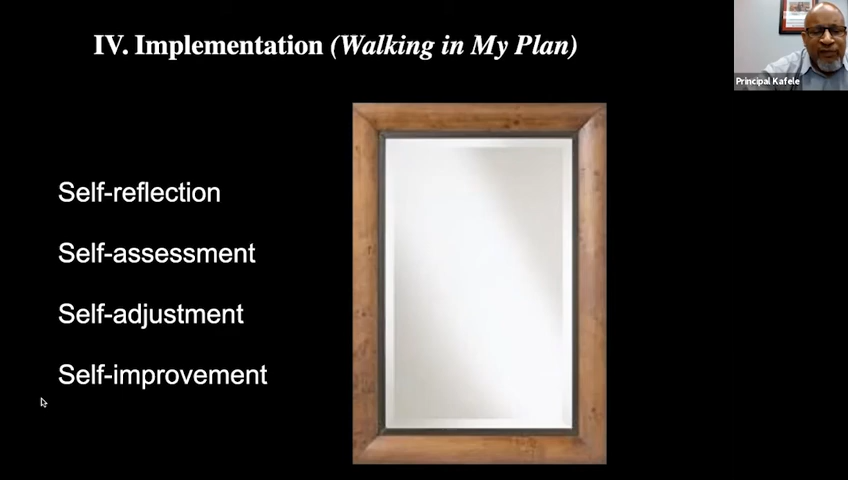 IV. Implementation (Walking in My Plan)
Principal Kafele
Self-reflection
Self-assessment
Self-adjustment
Self-improvement